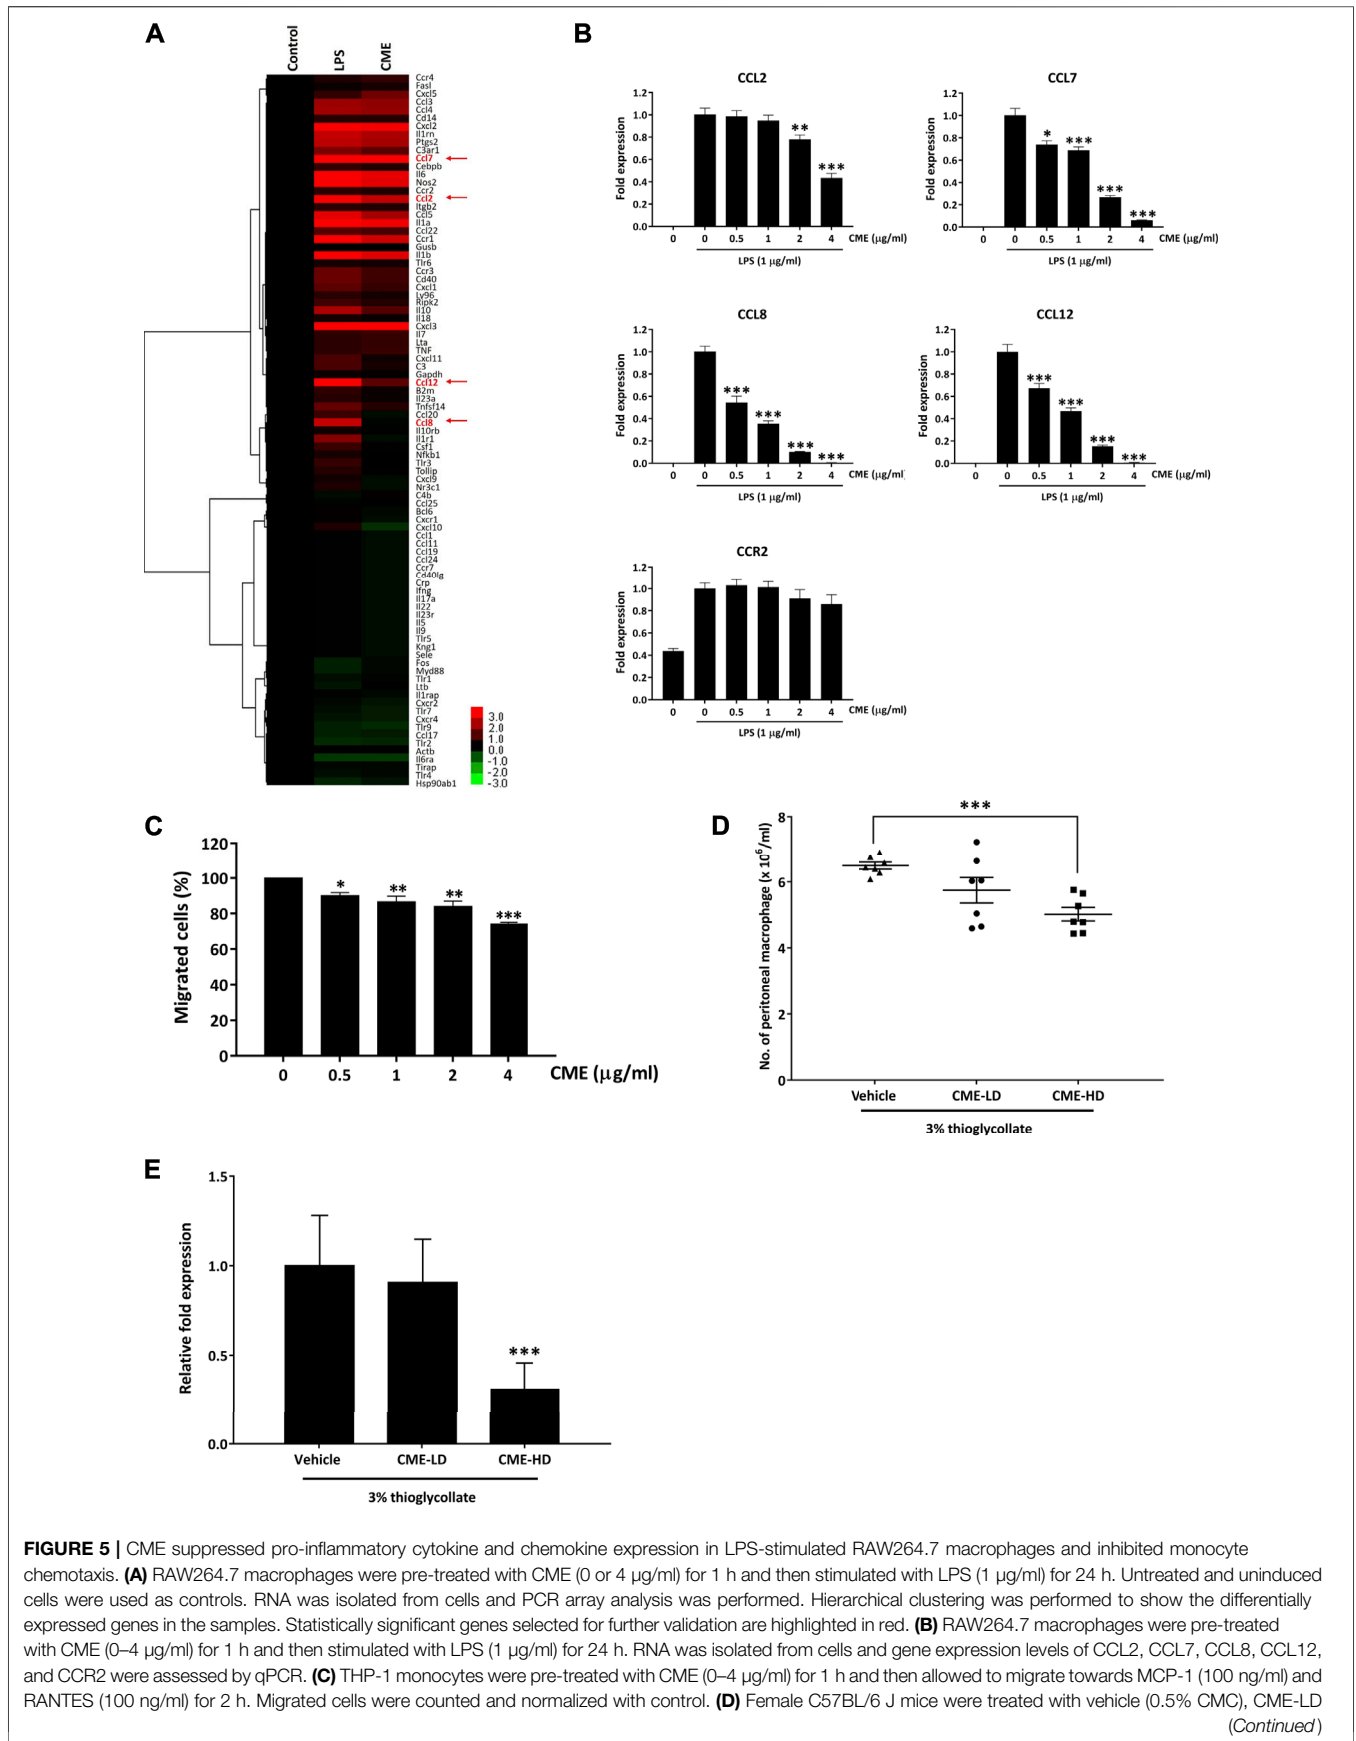 A
Control
LPS
CME
Ccr4
Fasl
Cxcl5
Ccl3
Ccl4
Cd14
Cxcl2
Il1rn
Ptgs2
C3ar1
Ccl7
Cebpb
Il6
Nos2
Ccr2
Ccl2
Itgb2
Ccl5
Il1a
Ccl22
Ccr1
Gusb
Il1b
Tlr6
Ccr3
Cd40
Cxcl1
Ly96
Ripk2
Il10
Il18
Cxcl3
Il7
Lta
TNF
Cxcl11
C3
Gapdh
Ccl12
B2m
Il23a
Tnfsf14
Ccl20
Ccl8
Il10rb
Il1r1
Csf1
Nfkb1
Tlr3
Tollip
Cxcl9
Nr3c1
C4b
Ccl25
Bcl6
Cxcr1
Cxcl10
Ccl1
Ccl11
Ccl19
Ccl24
Ccr7
Cd40lg
Crp
Ifng
Il17a
Il22
Il23r
Il5
Il9
Tlr5
Kng1
Sele
Fos
Myd88
Tlr1
Ltb
Il1rap
Cxcr2
Tlr7
Cxcr4
Tlr9
Ccl17
Tlr2
Actb
Il6ra
Tirap
Tlr4
Hsp90ab1
3.0
2.0
1.0
0.0
-1.0
-2.0
-3.0
B
CCL2
Fold expression
1.2
1.0
0.8
0.6
0.4
0.2
0.0
**
***
0 0 0.5 1 2 4 CME (µg/ml)
LPS (1 µg/ml)
CCL7
Fold expression
1.2
1.0
0.8
0.6
0.4
0.2
0.0
*
***
***
***
0 0 0.5 1 2 4 CME (µg/ml)
LPS (1 µg/ml)
CCL8
Fold expression
1.2
1.0
0.8
0.6
0.4
0.2
0.0
***
***
***
***
0 0 0.5 1 2 4 CME (µg/ml)
LPS (1 µg/ml)
CCL12
Fold expression
1.2
1.0
0.8
0.6
0.4
0.2
0.0
***
***
***
***
0 0 0.5 1 2 4 CME (µg/ml)
LPS (1 µg/ml)
CCR2
Fold expression
1.2
1.0
0.8
0.6
0.4
0.2
0.0
0 0 0.5 1 2 4 CME (µg/ml)
LPS (1 µg/ml)
C
Migrated cells (%)
120
100
80
60
40
20
0
*
**
**
***
0 0.5 1 2 4 CME (µg/ml)
D
No. of peritoneal macrophage (x 10⁶/ml)
8
6
4
2
0
***
Vehicle CME-LD CME-HD
3% thioglycollate
E
Relative fold expression
1.5
1.0
0.5
0.0
***
Vehicle CME-LD CME-HD
3% thioglycollate
FIGURE 5 | CME suppressed pro-inflammatory cytokine and chemokine expression in LPS-stimulated RAW264.7 macrophages and inhibited monocyte
chemotaxis. (A) RAW264.7 macrophages were pre-treated with CME (0 or 4 µg/ml) for 1 h and then stimulated with LPS (1 µg/ml) for 24 h. Untreated and uninduced
cells were used as controls. RNA was isolated from cells and PCR array analysis was performed. Hierarchical clustering was performed to show the differentially
expressed genes in the samples. Statistically significant genes selected for further validation are highlighted in red. (B) RAW264.7 macrophages were pre-treated
with CME (0–4 µg/ml) for 1 h and then stimulated with LPS (1 µg/ml) for 24 h. RNA was isolated from cells and gene expression levels of CCL2, CCL7, CCL8, CCL12,
and CCR2 were assessed by qPCR. (C) THP-1 monocytes were pre-treated with CME (0–4 µg/ml) for 1 h and then allowed to migrate towards MCP-1 (100 ng/ml) and
RANTES (100 ng/ml) for 2 h. Migrated cells were counted and normalized with control. (D) Female C57BL/6 J mice were treated with vehicle (0.5% CMC), CME-LD
(Continued)